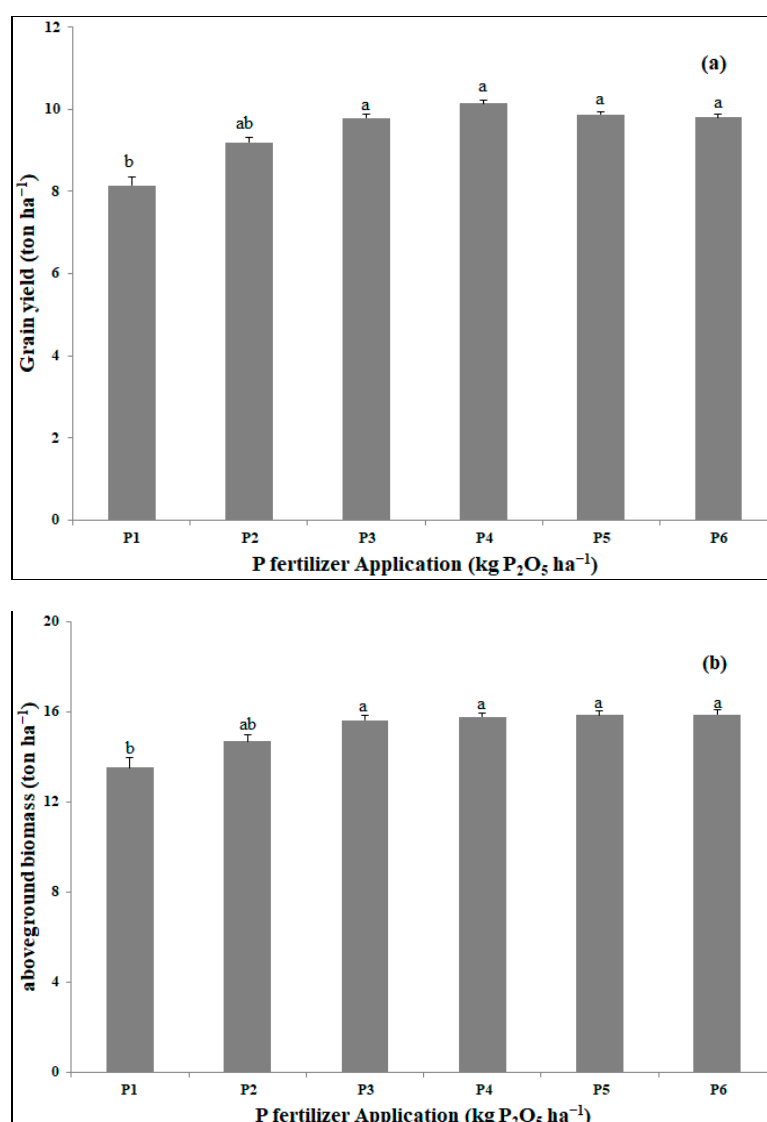 12
(a)
a
a
a
a
10
ab
b
8
Grain yield (ton ha⁻¹)
6
4
2
0
P1 P2 P3 P4 P5 P6
P fertilizer Application (kg P₂O₅ ha⁻¹)
20
(b)
16
a a a a
ab
b
12
aboveground biomass (ton ha⁻¹)
8
4
0
P1 P2 P3 P4 P5 P6
P fertilizer Application (kg P₂O₅ ha⁻¹)